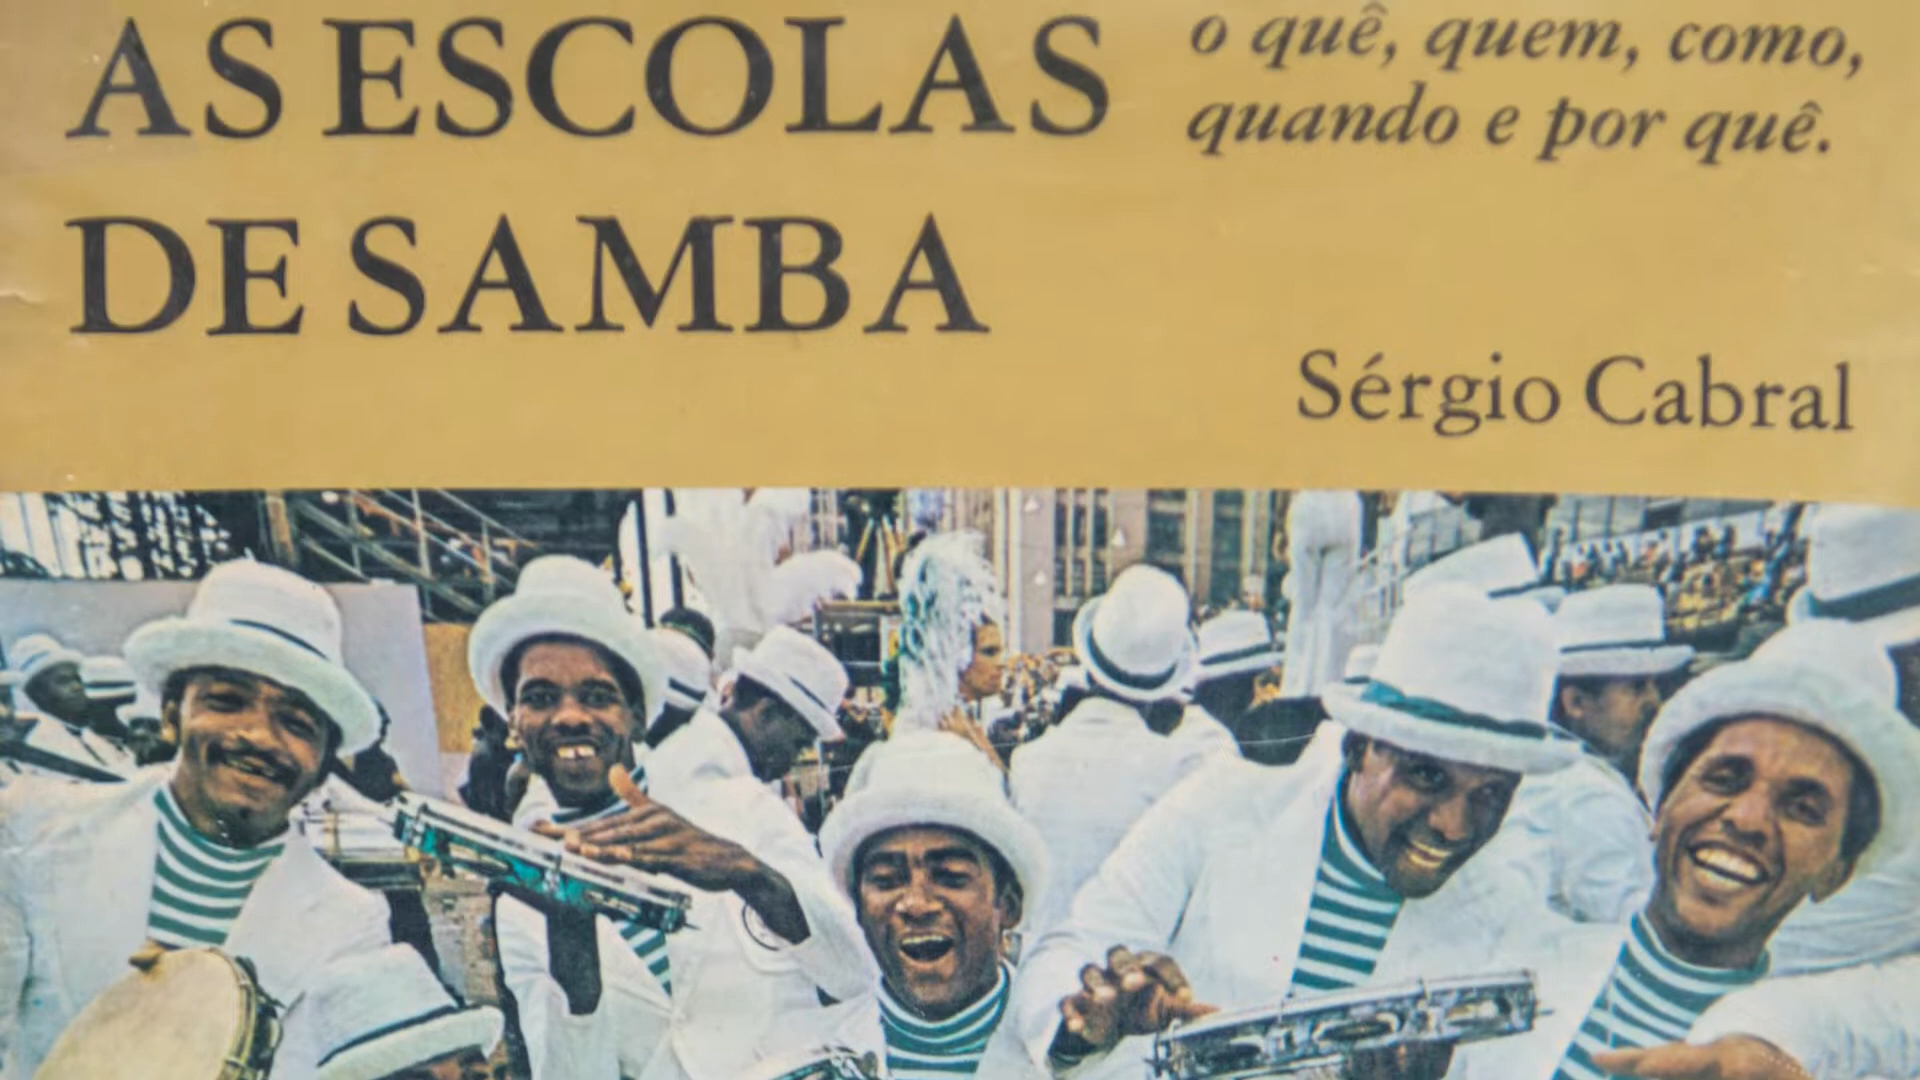 AS ESCOLAS
DE SAMBA
o quê, quem, como,
quando e por quê.
Sérgio Cabral